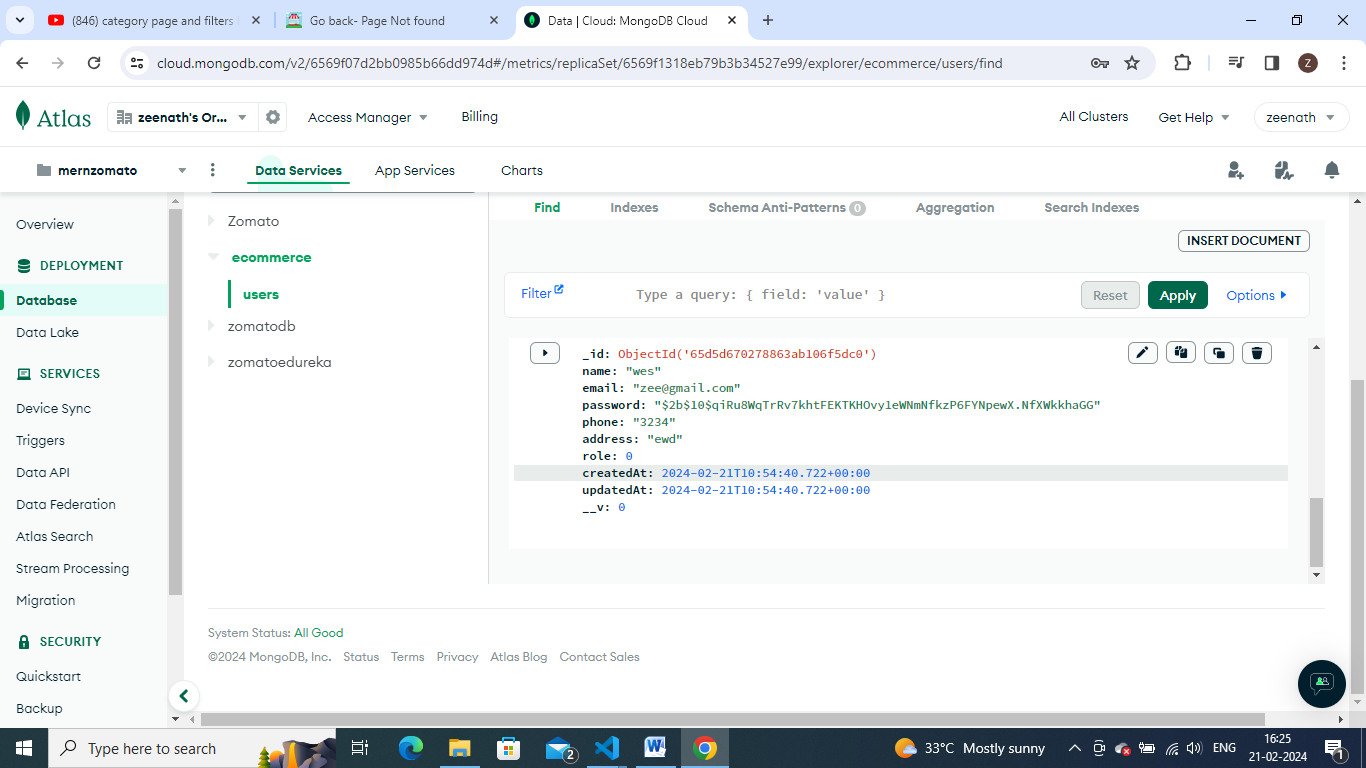 (846) category page and filters
Go back- Page Not found
Data | Cloud: MongoDB Cloud
cloud.mongodb.com/v2/6569f07d2bb0985b66dd974d#/metrics/replicaSet/6569f1318eb79b3b34527e99/explorer/ecommerce/users/find
Z
Atlas
zeenath's Or...
Access Manager
Billing
All Clusters
Get Help
zeenath
mernzomato
Data Services
App Services
Charts
Overview
DEPLOYMENT
Database
Data Lake
SERVICES
Device Sync
Triggers
Data API
Data Federation
Atlas Search
Stream Processing
Migration
SECURITY
Quickstart
Backup
Zomato
ecommerce
users
zomatodb
zomatoedureka
Find
Indexes
Schema Anti-Patterns 0
Aggregation
Search Indexes
INSERT DOCUMENT
Filter
Type a query: { field: 'value' }
Reset
Apply
Options
_id: ObjectId('65d5d670278863ab106f5dc0')
name: "wes"
email: "zee@gmail.com"
password: "$2b$10$qiRu8WqTrRv7khtFEKTKHOvy1eWNmNfkzP6FYNpewX.NfXWkkhaGG"
phone: "3234"
address: "ewd"
role: 0
createdAt: 2024-02-21T10:54:40.722+00:00
updatedAt: 2024-02-21T10:54:40.722+00:00
__v: 0
System Status: All Good
©2024 MongoDB, Inc. Status Terms Privacy Atlas Blog Contact Sales
Type here to search
2
33°C Mostly sunny
ENG
16:25
21-02-2024
1